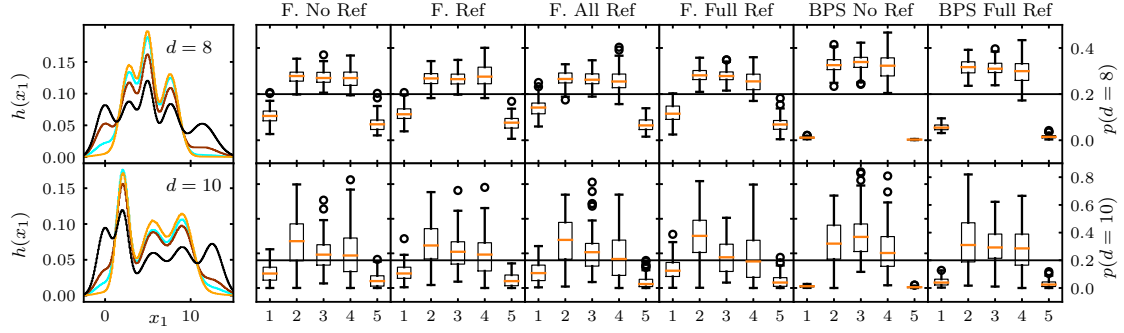 F. No Ref F. Ref F. All Ref F. Full Ref BPS No Ref BPS Full Ref
d = 8
h(x₁)
0.15
0.10
0.05
0.00
0.4
0.2
0.0
p(d = 8)
d = 10
h(x₁)
0.15
0.10
0.05
0.00
0.8
0.6
0.4
0.2
0.0
p(d = 10)
0 10
x₁
1 2 3 4 5 1 2 3 4 5 1 2 3 4 5 1 2 3 4 5 1 2 3 4 5 1 2 3 4 5